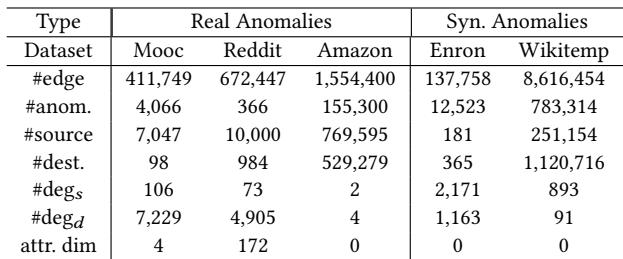 Type Real Anomalies Syn. Anomalies
Dataset Mooc Reddit Amazon Enron Wikitemp
#edge 411,749 672,447 1,554,400 137,758 8,616,454
#anom. 4,066 366 155,300 12,523 783,314
#source 7,047 10,000 769,595 181 251,154
#dest. 98 984 529,279 365 1,120,716
#deg_s 106 73 2 2,171 893
#deg_d 7,229 4,905 4 1,163 91
attr. dim 4 172 0 0 0